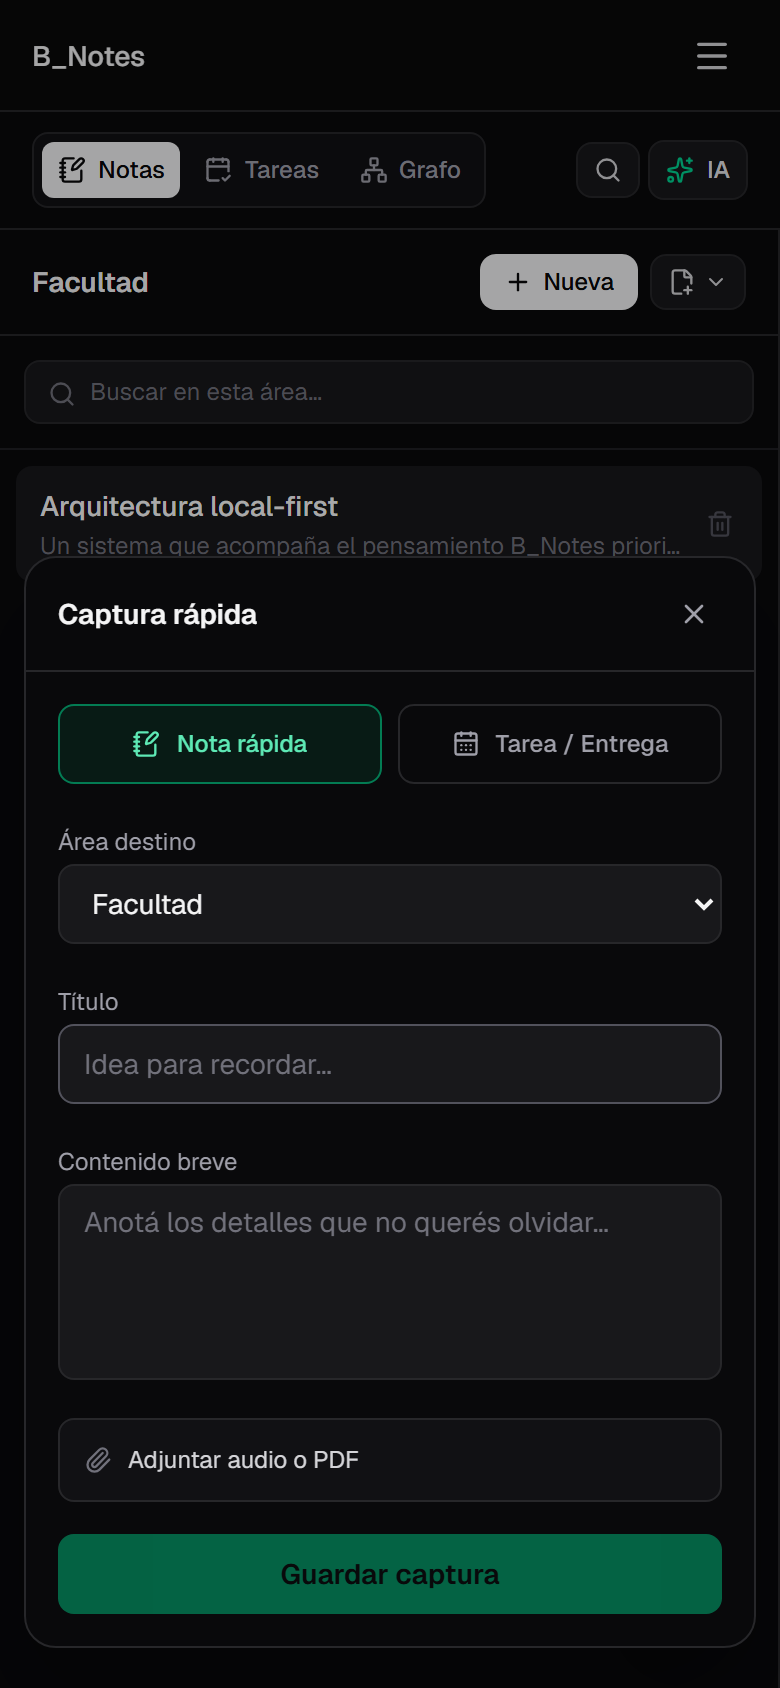 B_Notes
Notas Tareas Grafo IA
Facultad Nueva
Buscar en esta área...
Arquitectura local-first
Un sistema que acompaña el pensamiento B_Notes priori...
Captura rápida
Nota rápida Tarea / Entrega
Área destino
Facultad
Título
Idea para recordar...
Contenido breve
Anotá los detalles que no querés olvidar...
Adjuntar audio o PDF
Guardar captura